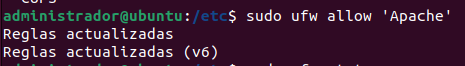 administrador@ubuntu:/etc$ sudo ufw allow 'Apache'
Reglas actualizadas
Reglas actualizadas (v6)